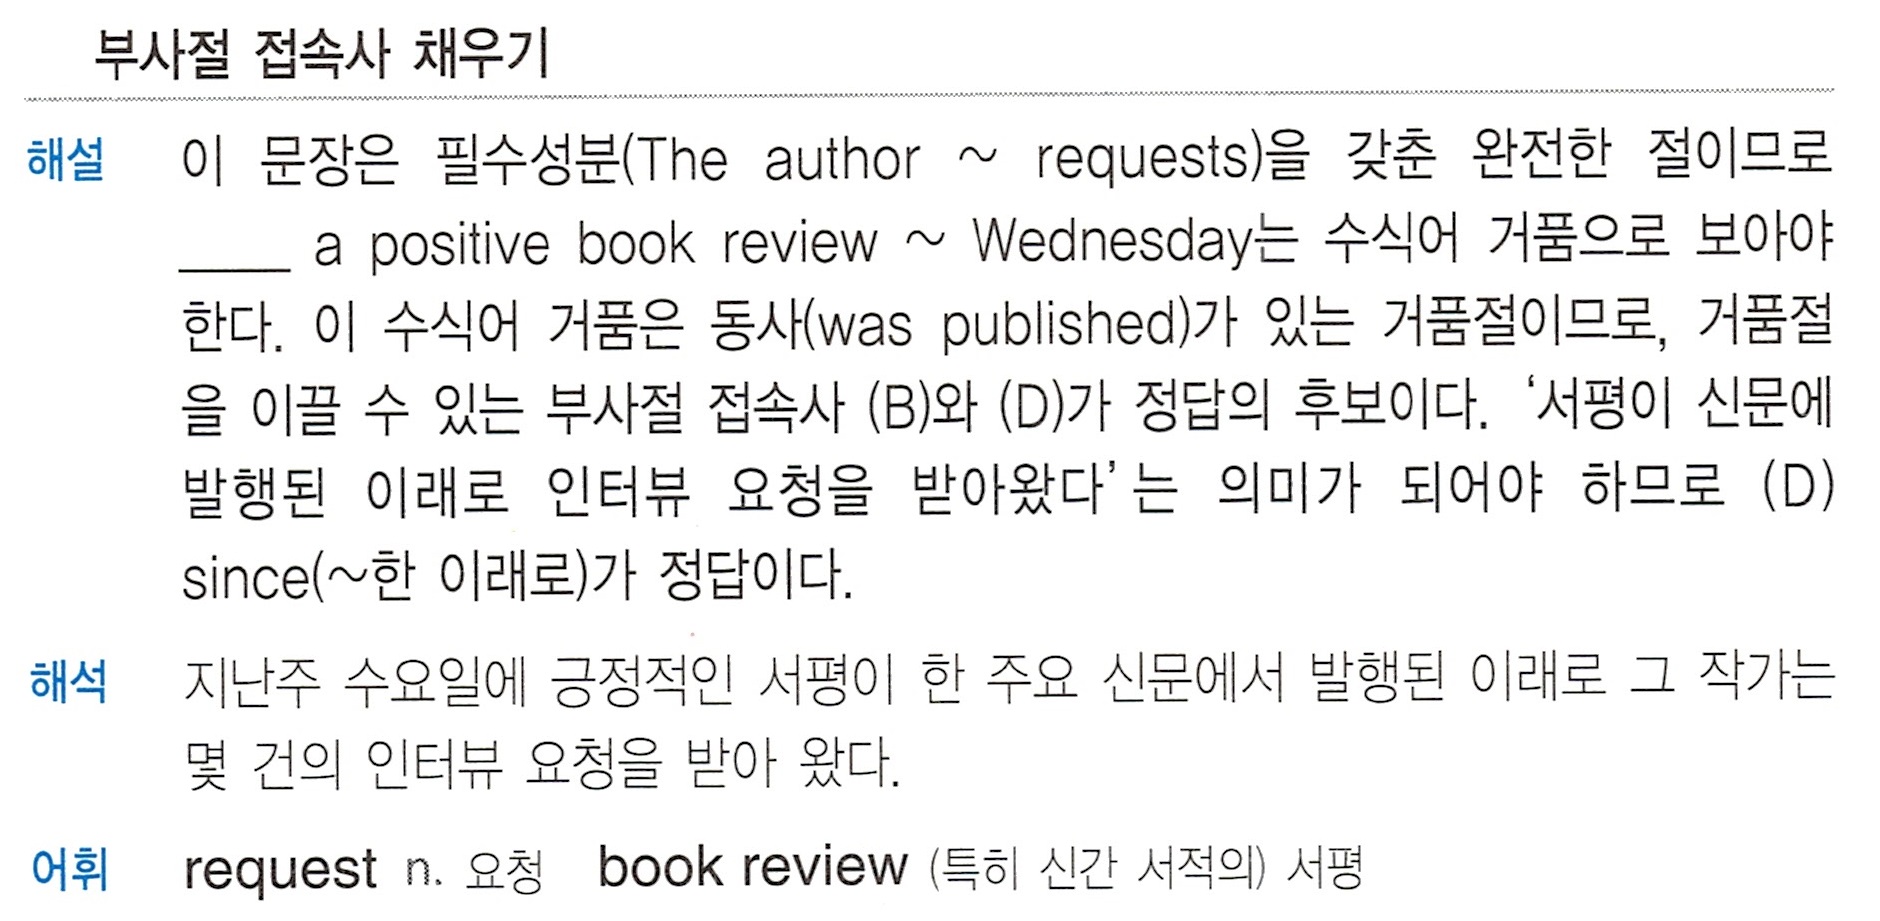 부사절 접속사 채우기
해설 이 문장은 필수성분(The author ~ requests)을 갖춘 완전한 절이므로
____ a positive book review ~ Wednesday는 수식어 거품으로 보아야
한다. 이 수식어 거품은 동사(was published)가 있는 거품절이므로, 거품절
을 이끌 수 있는 부사절 접속사 (B)와 (D)가 정답의 후보이다. ‘서평이 신문에
발행된 이래로 인터뷰 요청을 받아왔다’는 의미가 되어야 하므로 (D)
since(~한 이래로)가 정답이다.
해석 지난주 수요일에 긍정적인 서평이 한 주요 신문에서 발행된 이래로 그 작가는
몇 건의 인터뷰 요청을 받아 왔다.
어휘 request n. 요청 book review (특히 신간 서적의) 서평